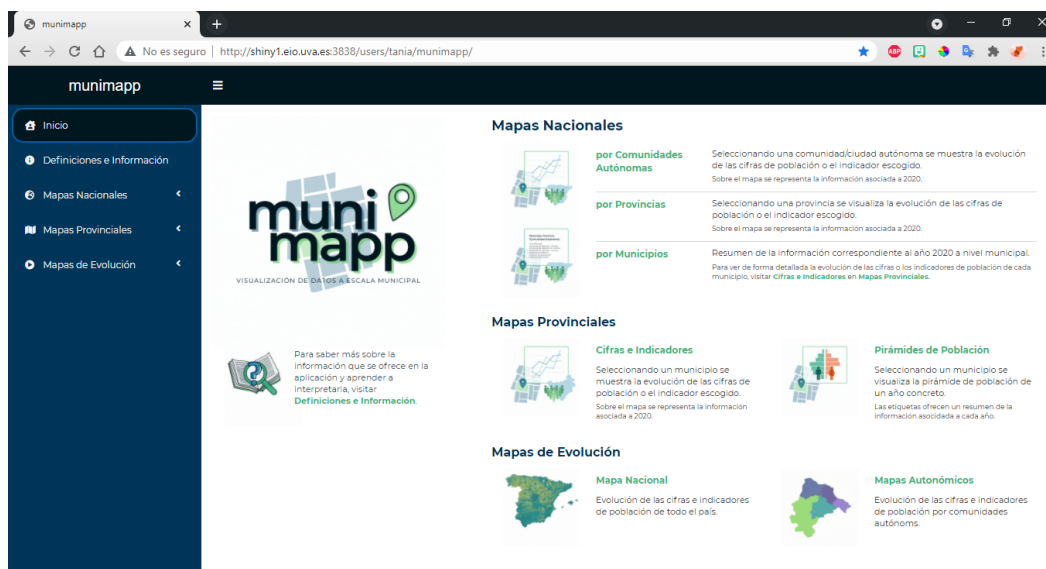 munimapp
No es seguro | http://shiny1.eio.uva.es:3838/users/tania/munimapp/
ABP
munimapp
Inicio
Definiciones e Información
Mapas Nacionales
Mapas Provinciales
Mapas de Evolución
muni
mapp
VISUALIZACIÓN DE DATOS A ESCALA MUNICIPAL
Para saber más sobre la
información que se ofrece en la
aplicación y aprender a
interpretarla, visitar
Definiciones e Información.
Mapas Nacionales
por Comunidades
Autónomas
Seleccionando una comunidad/ciudad autónoma se muestra la evolución
de las cifras de población o el indicador escogido.
Sobre el mapa se representa la información asociada a 2020.
por Provincias
Seleccionando una provincia se visualiza la evolución de las cifras de
población o el indicador escogido.
Sobre el mapa se representa la información asociada a 2020.
por Municipios
Resumen de la información correspondiente al año 2020 a nivel municipal.
Para ver de forma detallada la evolución de las cifras o los indicadores de población de cada
municipio, visitar Cifras e Indicadores en Mapas Provinciales.
Mapas Provinciales
Cifras e Indicadores
Seleccionando un municipio se
muestra la evolución de las cifras de
población o el indicador escogido.
Sobre el mapa se representa la información
asociada a 2020.
Pirámides de Población
Seleccionando un municipio se
visualiza la pirámide de población de
un año concreto.
Las etiquetas ofrecen un resumen de la
información asocidada a cada año.
Mapas de Evolución
Mapa Nacional
Evolución de las cifras e indicadores
de población de todo el país.
Mapas Autonómicos
Evolución de las cifras e indicadores
de población por comunidades
autónoms.